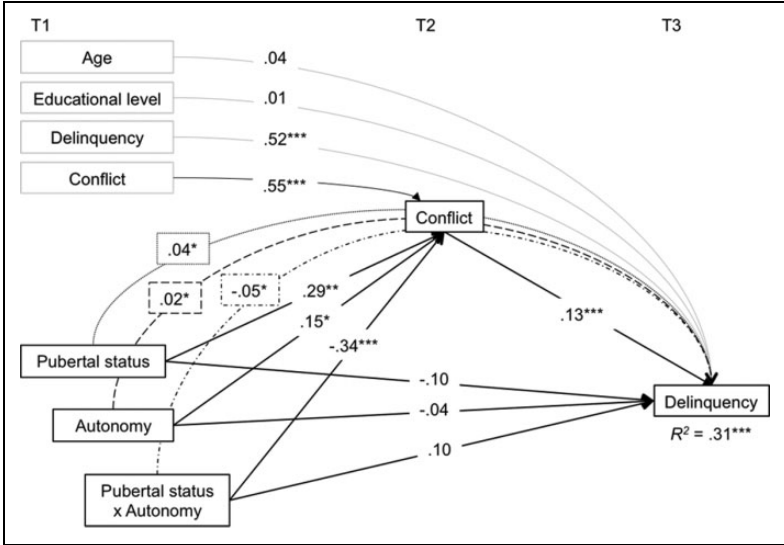 T1
T2
T3
Age
.04
Educational level
.01
Delinquency
.52***
Conflict
.55***
Conflict
.04*
.02*
-.05*
.29**
.15*
-.34***
.13***
Pubertal status
-.10
Autonomy
-.04
Delinquency
R² = .31***
.10
Pubertal status
x Autonomy